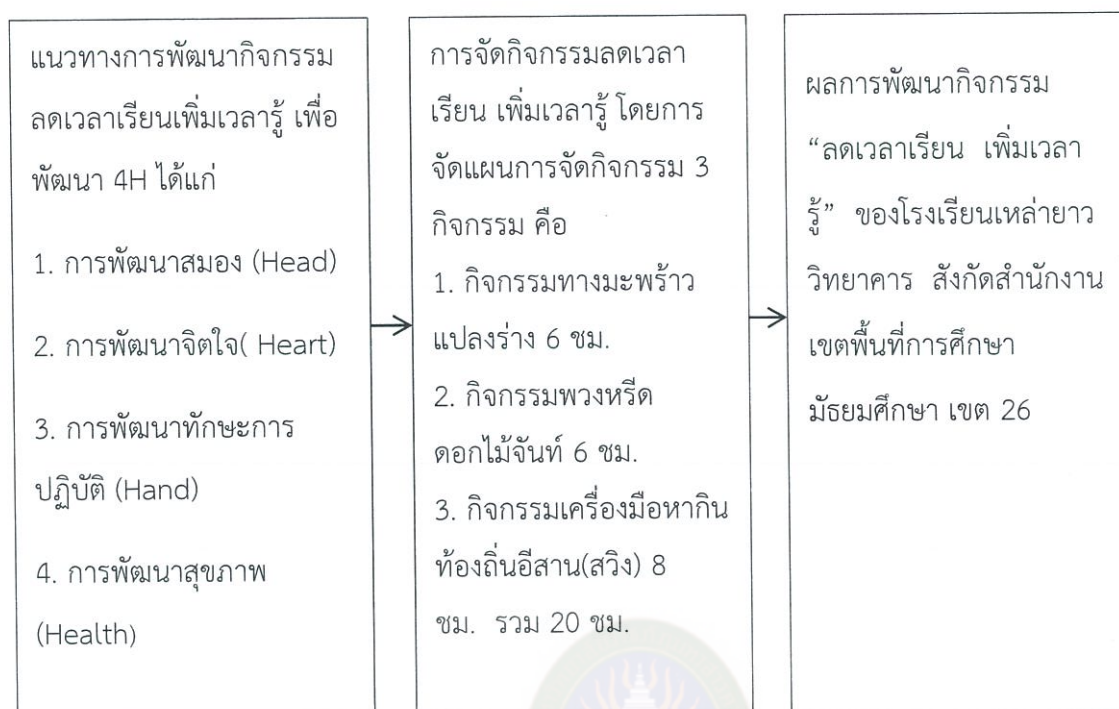 แนวทางการพัฒนากิจกรรม
ลดเวลาเรียนเพิ่มเวลารู้ เพื่อ
พัฒนา 4H ได้แก่
1. การพัฒนาสมอง (Head)
2. การพัฒนาจิตใจ( Heart)
3. การพัฒนาทักษะการ
ปฏิบัติ (Hand)
4. การพัฒนาสุขภาพ
(Health)
การจัดกิจกรรมลดเวลา
เรียน เพิ่มเวลารู้ โดยการ
จัดแผนการจัดกิจกรรม 3
กิจกรรม คือ
1. กิจกรรมทางมะพร้าว
แปลงร่าง 6 ชม.
2. กิจกรรมพวงหรีด
ดอกไม้จันท์ 6 ชม.
3. กิจกรรมเครื่องมือหากิน
ท้องถิ่นอีสาน(สวิง) 8
ชม. รวม 20 ชม.
ผลการพัฒนากิจกรรม
“ลดเวลาเรียน เพิ่มเวลา
รู้” ของโรงเรียนเหล่ายาว
วิทยาคาร สังกัดสำนักงาน
เขตพื้นที่การศึกษา
มัธยมศึกษา เขต 26